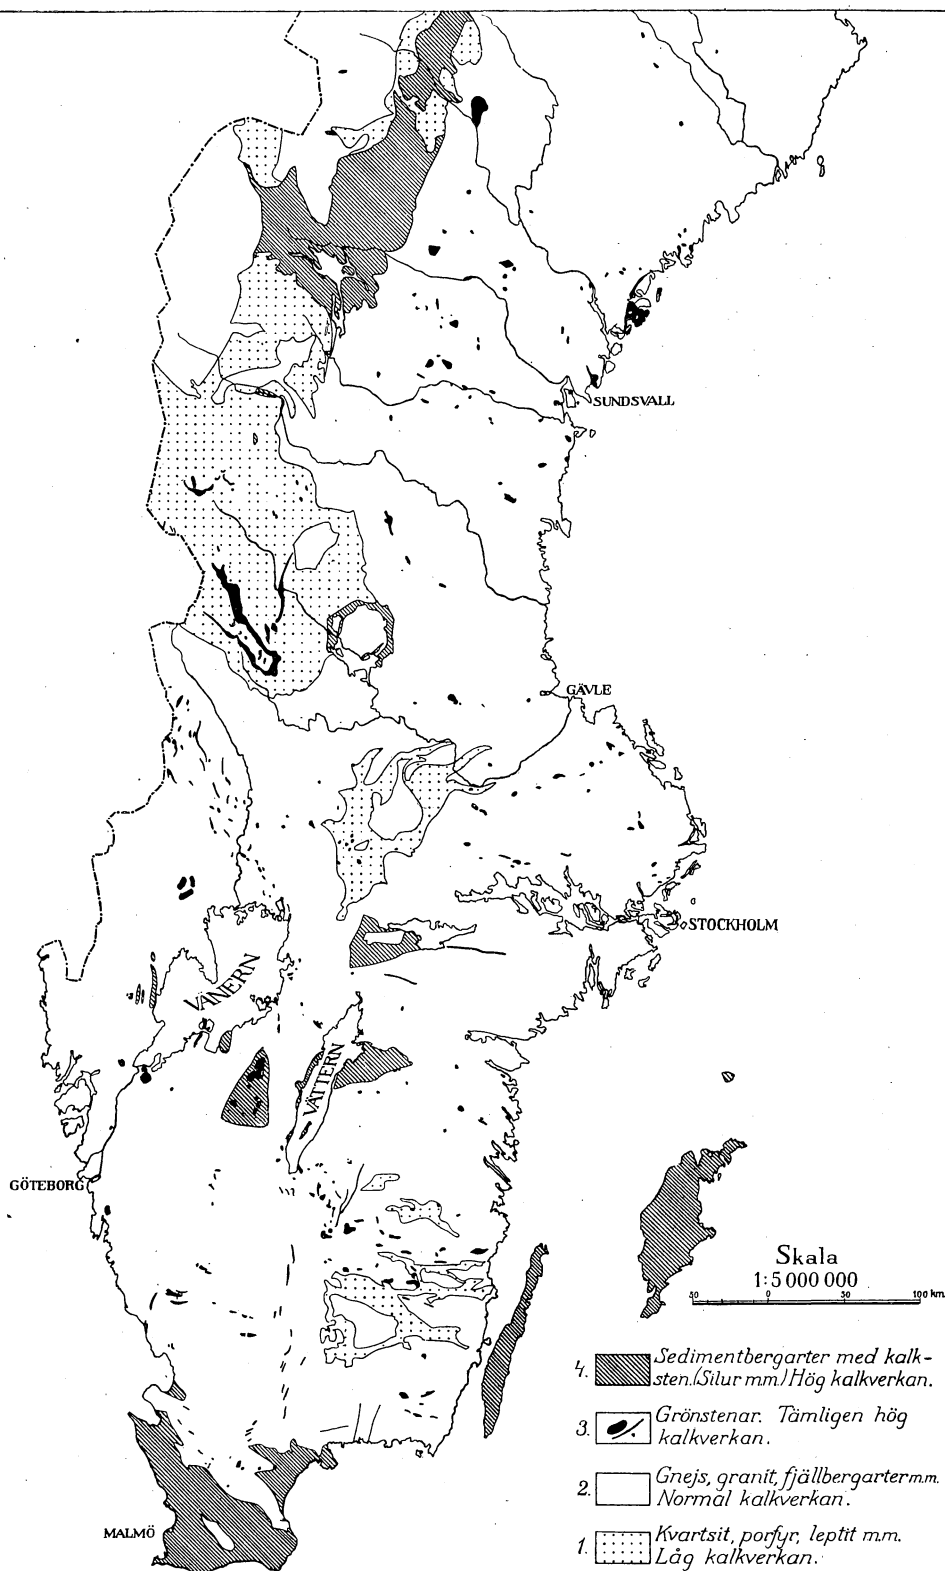 SUNDSVALL
GÄVLE
STOCKHOLM
VÄNERN
VÄTTERN
GÖTEBORG
MALMÖ
Skala
1:5 000 000
50 0 50 100 km.
4. Sedimentbergarter med kalk-
sten.(Silur m.m.) Hög kalkverkan.
3. Grönstenar. Tämligen hög
kalkverkan.
2. Gnejs, granit, fjällbergarter m.m.
Normal kalkverkan.
1. Kvartsit, porfyr, leptit m.m.
Låg kalkverkan.